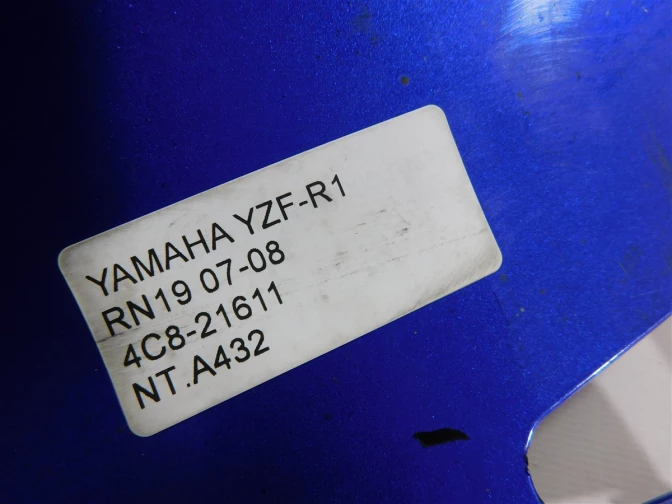 YAMAHA YZF-R1
RN19 07-08
4C8-21611
NT.A432